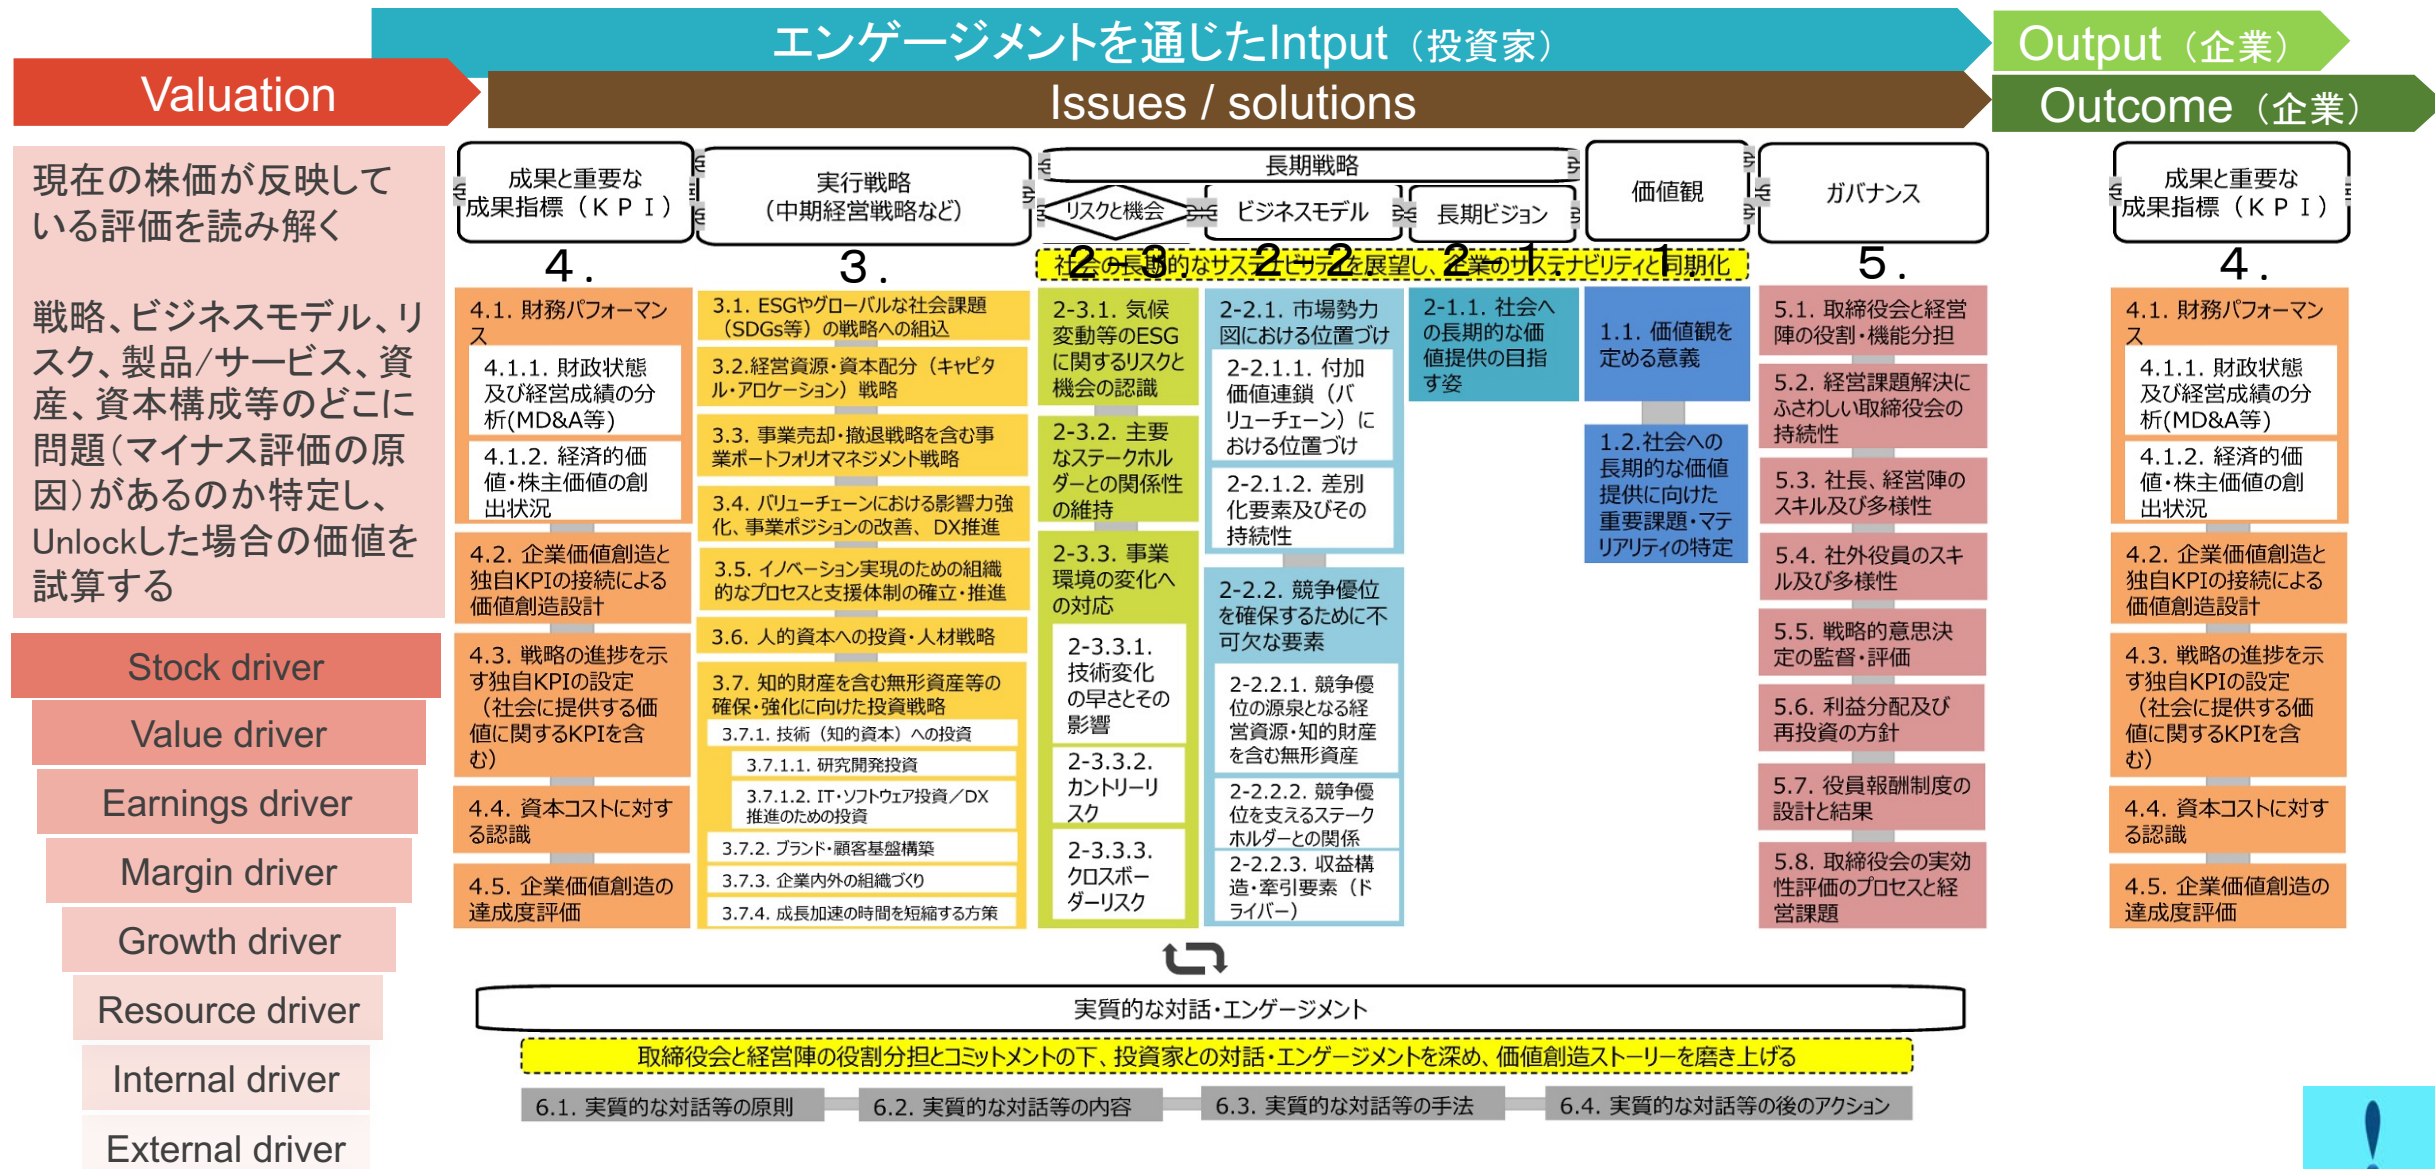 エンゲージメントを通じたIntput（投資家）
Output（企業）
Valuation
Issues / solutions
Outcome（企業）
現在の株価が反映して
いる評価を読み解く
戦略、ビジネスモデル、リ
スク、製品/サービス、資
産、資本構成等のどこに
問題（マイナス評価の原
因）があるのか特定し、
Unlockした場合の価値を
試算する
Stock driver
Value driver
Earnings driver
Margin driver
Growth driver
Resource driver
Internal driver
External driver
成果と重要な
成果指標（ＫＰＩ）
4.
4.1. 財務パフォーマン
ス
4.1.1. 財政状態
及び経営成績の分
析(MD&A等)
4.1.2. 経済的価
値・株主価値の創
出状況
4.2. 企業価値創造と
独自KPIの接続による
価値創造設計
4.3. 戦略の進捗を示
す独自KPIの設定
（社会に提供する価
値に関するKPIを含
む）
4.4. 資本コストに対す
る認識
4.5. 企業価値創造の
達成度評価
実行戦略
（中期経営戦略など）
3.
3.1. ESGやグローバルな社会課題
（SDGs等）の戦略への組込
3.2.経営資源・資本配分（キャピタ
ル・アロケーション）戦略
3.3. 事業売却・撤退戦略を含む事
業ポートフォリオマネジメント戦略
3.4. バリューチェーンにおける影響力強
化、事業ポジションの改善、DX推進
3.5. イノベーション実現のための組織
的なプロセスと支援体制の確立・推進
3.6. 人的資本への投資・人材戦略
3.7. 知的財産を含む無形資産等の
確保・強化に向けた投資戦略
3.7.1. 技術（知的資本）への投資
3.7.1.1. 研究開発投資
3.7.1.2. IT・ソフトウェア投資／DX
推進のための投資
3.7.2. ブランド・顧客基盤構築
3.7.3. 企業内外の組織づくり
3.7.4. 成長加速の時間を短縮する方策
長期戦略
リスクと機会
ビジネスモデル
長期ビジョン
価値観
2-3.
2-2.
2-1.
1.
社会の長期的なサステナビリティを展望し、企業のサステナビリティと同期化
2-3.1. 気候
変動等のESG
に関するリスクと
機会の認識
2-3.2. 主要
なステークホル
ダーとの関係性
の維持
2-3.3. 事業
環境の変化へ
の対応
2-3.3.1.
技術変化
の早さとその
影響
2-3.3.2.
カントリーリ
スク
2-3.3.3.
クロスボー
ダーリスク
2-2.1. 市場勢力
図における位置づけ
2-2.1.1. 付加
価値連鎖（バ
リューチェーン）に
おける位置づけ
2-2.1.2. 差別
化要素及びその
持続性
2-2.2. 競争優位
を確保するために不
可欠な要素
2-2.2.1. 競争優
位の源泉となる経
営資源・知的財産
を含む無形資産
2-2.2.2. 競争優
位を支えるステーク
ホルダーとの関係
2-2.2.3. 収益構
造・牽引要素（ド
ライバー）
2-1.1. 社会へ
の長期的な価
値提供の目指
す姿
1.1. 価値観を
定める意義
1.2.社会への
長期的な価値
提供に向けた
重要課題・マテ
リアリティの特定
ガバナンス
5.
5.1. 取締役会と経営
陣の役割・機能分担
5.2. 経営課題解決に
ふさわしい取締役会の
持続性
5.3. 社長、経営陣の
スキル及び多様性
5.4. 社外役員のスキ
ル及び多様性
5.5. 戦略的意思決
定の監督・評価
5.6. 利益分配及び
再投資の方針
5.7. 役員報酬制度の
設計と結果
5.8. 取締役会の実効
性評価のプロセスと経
営課題
成果と重要な
成果指標（ＫＰＩ）
4.
4.1. 財務パフォーマン
ス
4.1.1. 財政状態
及び経営成績の分
析(MD&A等)
4.1.2. 経済的価
値・株主価値の創
出状況
4.2. 企業価値創造と
独自KPIの接続による
価値創造設計
4.3. 戦略の進捗を示
す独自KPIの設定
（社会に提供する価
値に関するKPIを含
む）
4.4. 資本コストに対す
る認識
4.5. 企業価値創造の
達成度評価
実質的な対話・エンゲージメント
取締役会と経営陣の役割分担とコミットメントの下、投資家との対話・エンゲージメントを深め、価値創造ストーリーを磨き上げる
6.1. 実質的な対話等の原則
6.2. 実質的な対話等の内容
6.3. 実質的な対話等の手法
6.4. 実質的な対話等の後のアクション